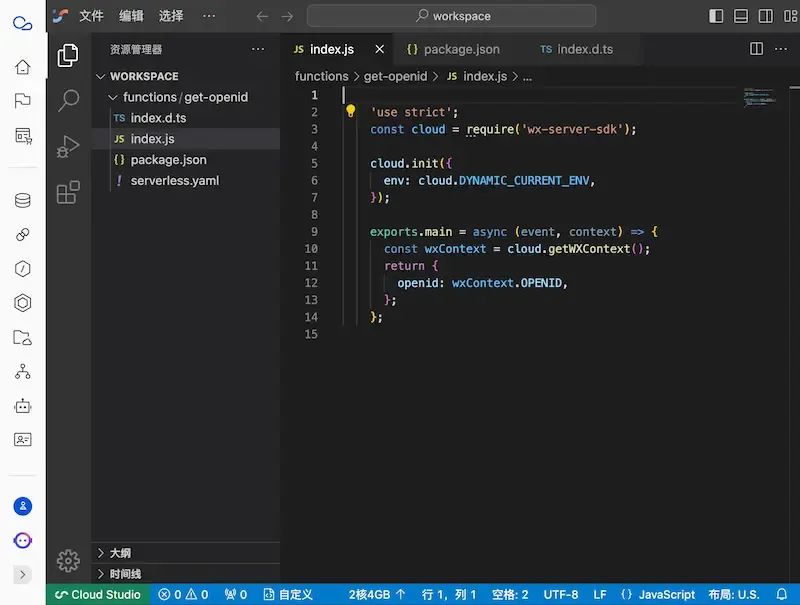 文件 编辑 选择 ··· workspace
资源管理器 ···
JS index.js {} package.json TS index.d.ts ···
functions > get-openid > JS index.js > ...
WORKSPACE
functions / get-openid
TS index.d.ts
JS index.js
{} package.json
! serverless.yaml
1
2 'use strict';
3 const cloud = require('wx-server-sdk');
4
5 cloud.init({
6 env: cloud.DYNAMIC_CURRENT_ENV,
7 });
8
9 exports.main = async (event, context) => {
10 const wxContext = cloud.getWXContext();
11 return {
12 openid: wxContext.OPENID,
13 };
14 };
15
大纲
时间线
Cloud Studio 0 0 0 自定义 2核4GB 行 1, 列 1 空格: 2 UTF-8 LF {} JavaScript 布局: U.S.